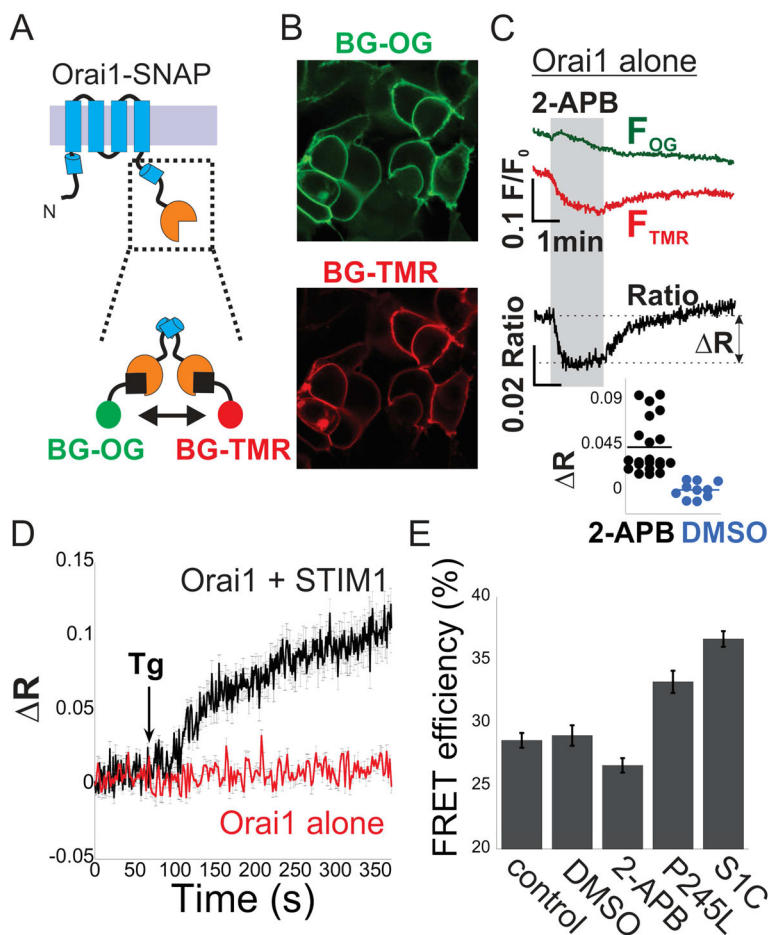 A
Orai1-SNAP
N
BG-OG
BG-TMR
B
BG-OG
BG-TMR
C
Orai1 alone
2-APB
F_OG
0.1 F/F₀
1min
F_TMR
Ratio
0.02 Ratio
ΔR
0.09
0.045
0
ΔR
2-APB DMSO
D
0.15
0.1
0.05
0
-0.05
ΔR
Orai1 + STIM1
Tg
Orai1 alone
0 50 100 150 200 250 300 350
Time (s)
E
40
35
30
25
20
FRET efficiency (%)
control
DMSO
2-APB
P245L
S1C